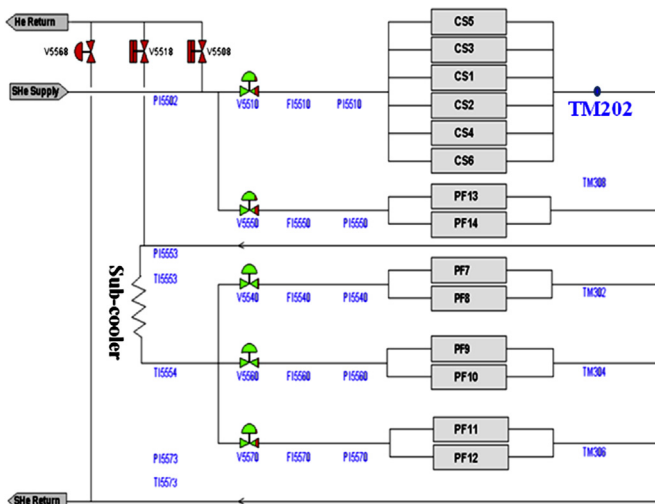 He Return
V5568
V5518
V5508
CS5
CS3
SHe Supply
CS1
TM202
PI5502
V5510
FI5510
PI5510
CS2
CS4
CS6
TM308
PF13
V5550
FI5550
PI5550
PF14
PI5553
TI5553
Sub-cooler
PF7
V5540
FI5540
PI5540
PF8
TM302
PF9
TI5554
V5560
FI5560
PI5560
PF10
TM304
PF11
PI5573
V5570
FI5570
PI5570
PF12
TM306
TI5573
SHe Return